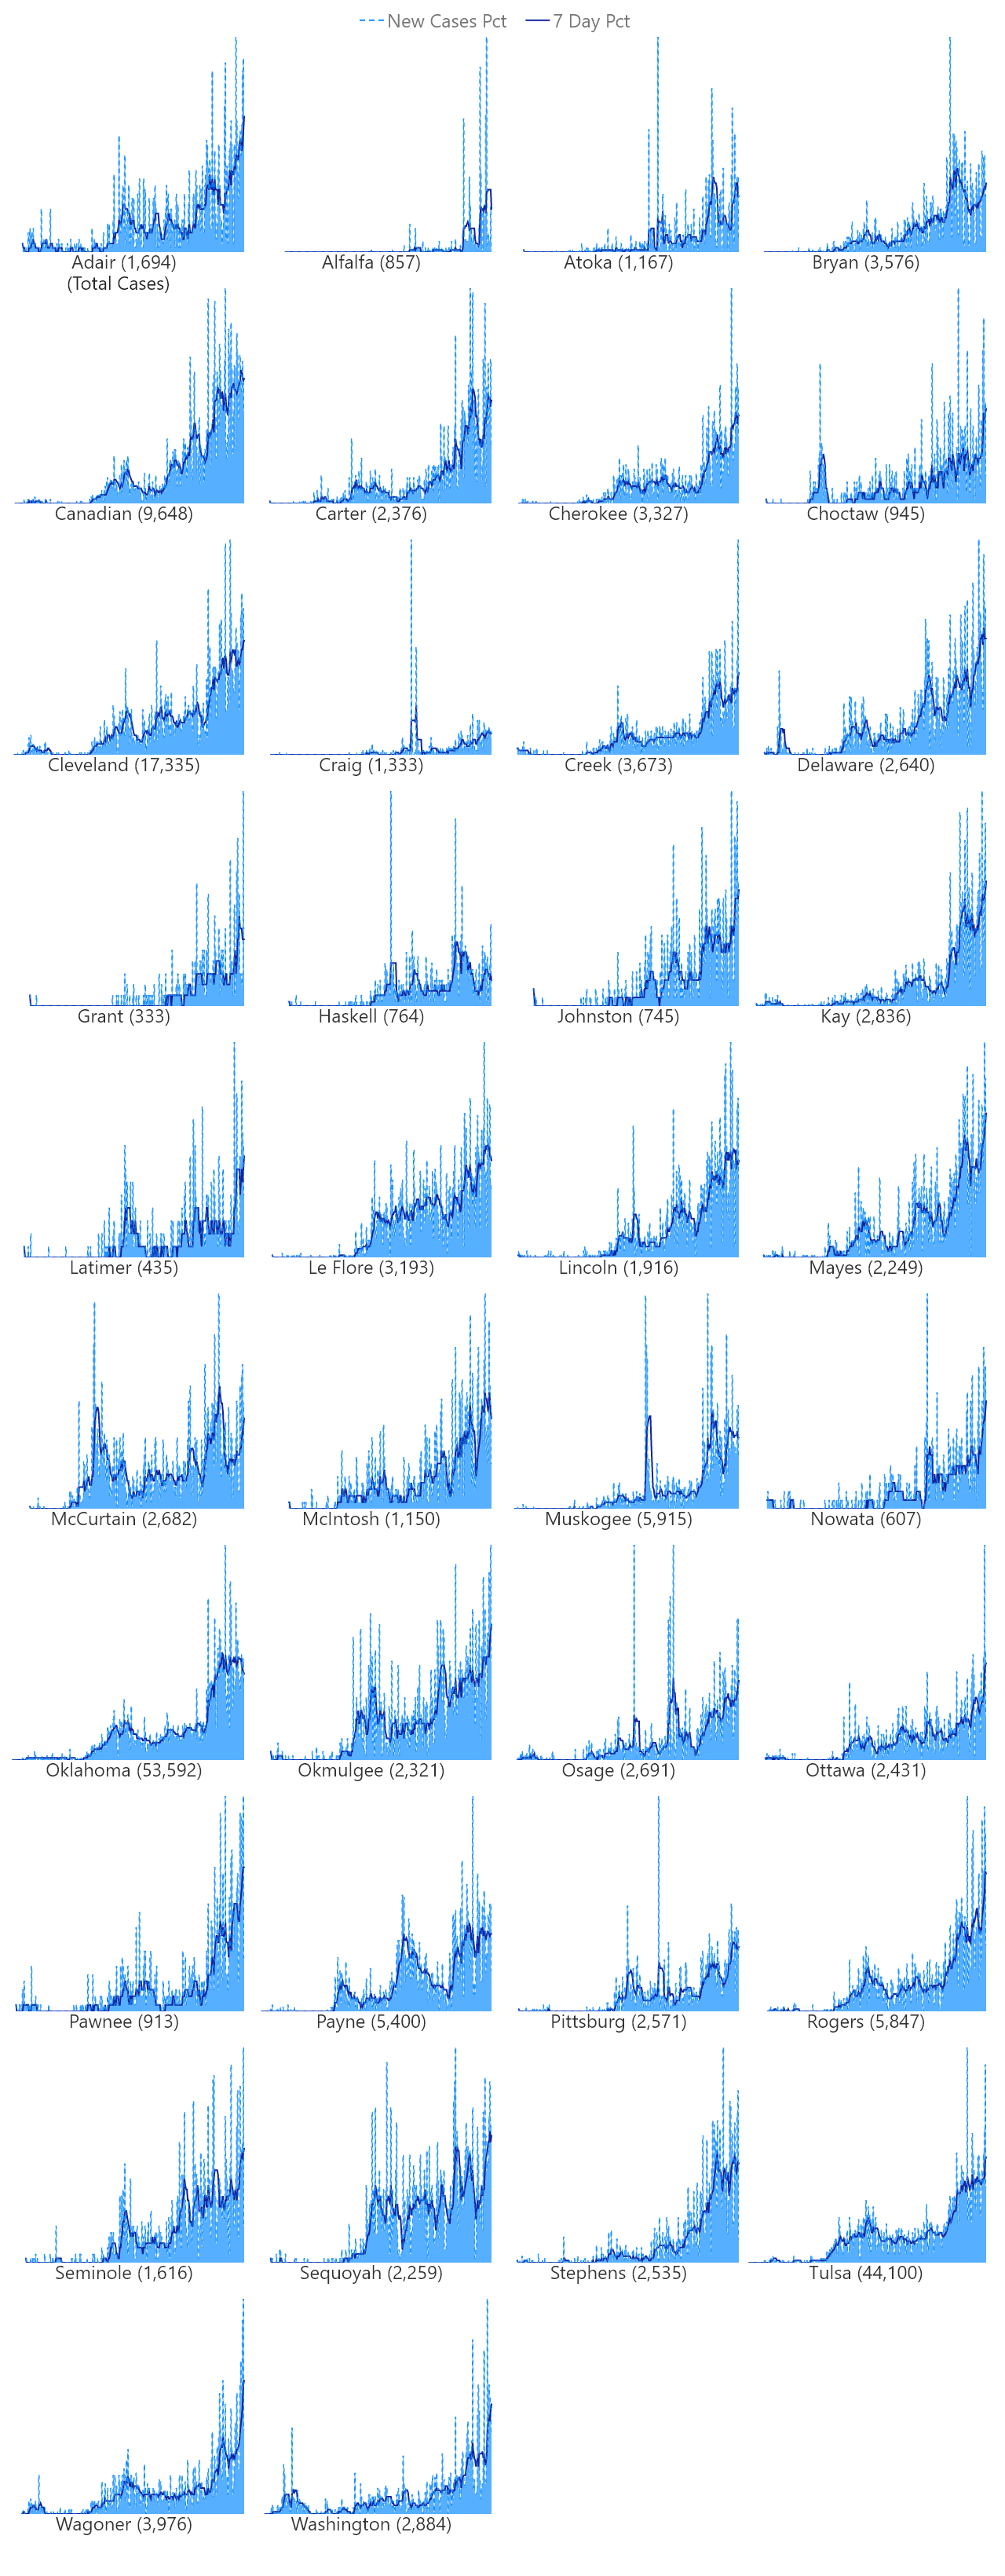 New Cases Pct 7 Day Pct
Adair (1,694) Alfalfa (857) Atoka (1,167) Bryan (3,576)
(Total Cases)
Canadian (9,648) Carter (2,376) Cherokee (3,327) Choctaw (945)
Cleveland (17,335) Craig (1,333) Creek (3,673) Delaware (2,640)
Grant (333) Haskell (764) Johnston (745) Kay (2,836)
Latimer (435) Le Flore (3,193) Lincoln (1,916) Mayes (2,249)
McCurtain (2,682) McIntosh (1,150) Muskogee (5,915) Nowata (607)
Oklahoma (53,592) Okmulgee (2,321) Osage (2,691) Ottawa (2,431)
Pawnee (913) Payne (5,400) Pittsburg (2,571) Rogers (5,847)
Seminole (1,616) Sequoyah (2,259) Stephens (2,535) Tulsa (44,100)
Wagoner (3,976) Washington (2,884)